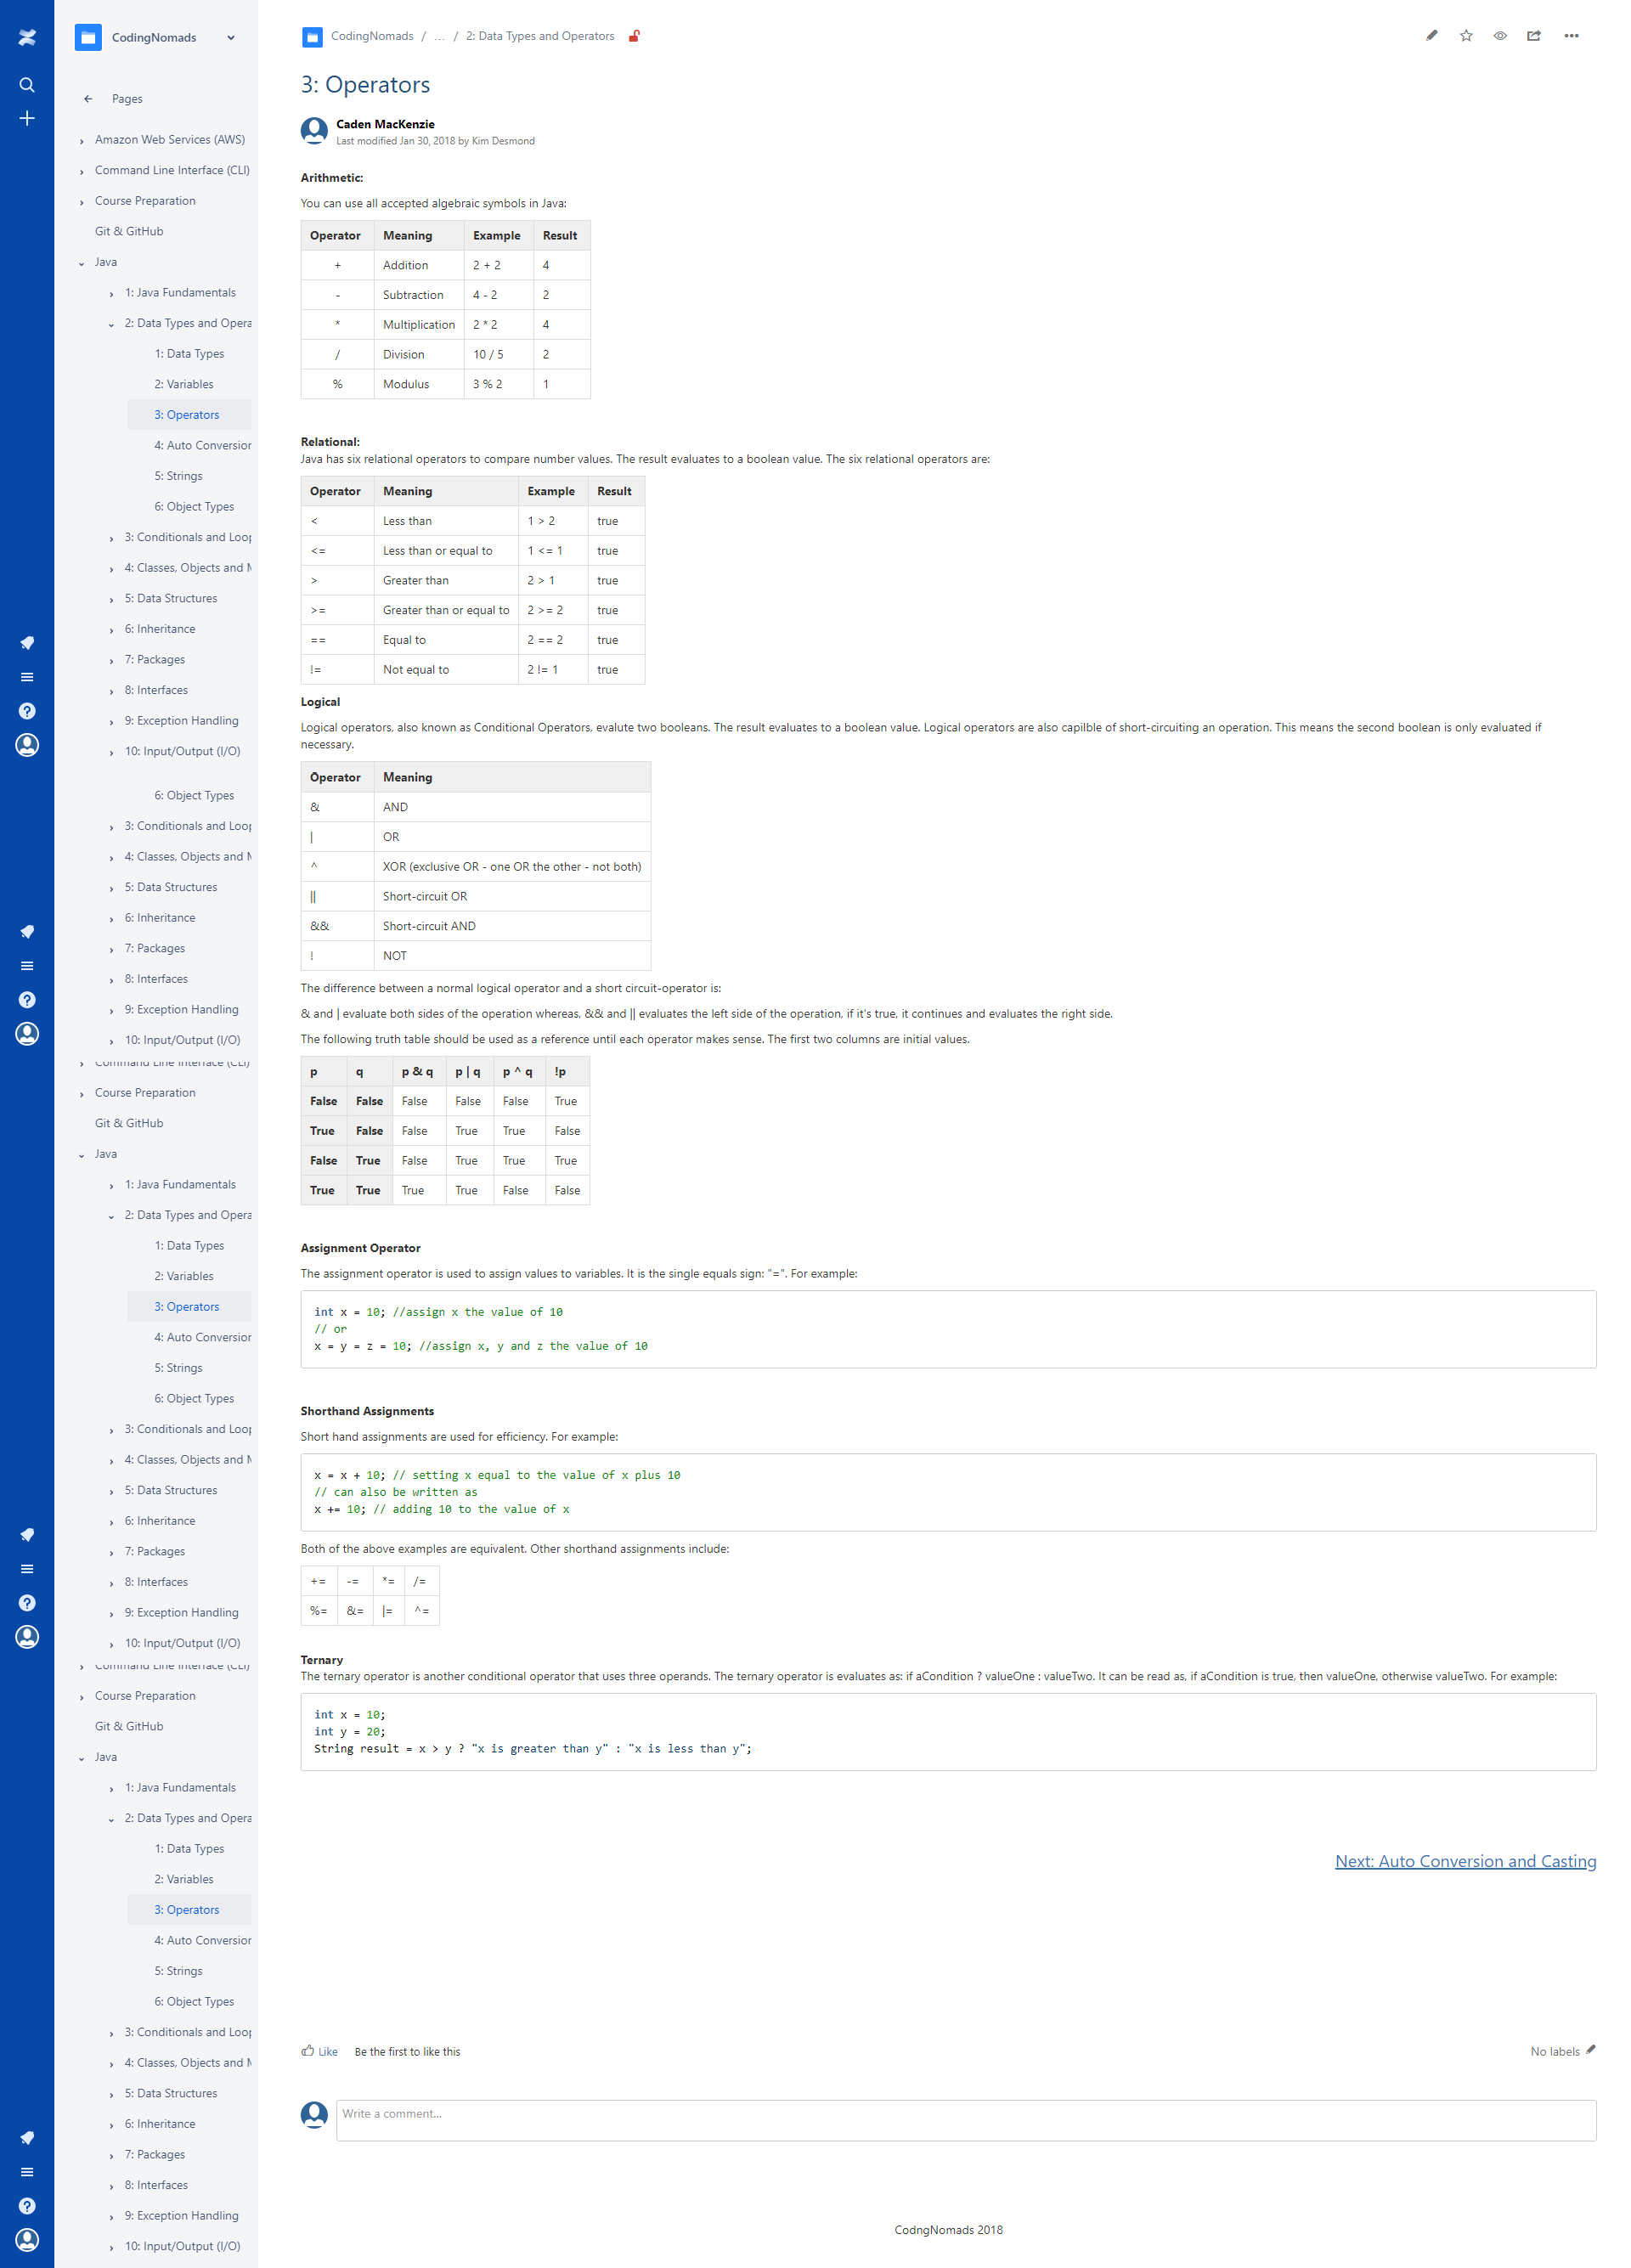 CodingNomads
Pages
Amazon Web Services (AWS)
Command Line Interface (CLI)
Course Preparation
Git & GitHub
Java
1: Java Fundamentals
2: Data Types and Opera
1: Data Types
2: Variables
3: Operators
4: Auto Conversion
5: Strings
6: Object Types
3: Conditionals and Loop
4: Classes, Objects and M
5: Data Structures
6: Inheritance
7: Packages
8: Interfaces
9: Exception Handling
10: Input/Output (I/O)
6: Object Types
3: Conditionals and Loop
4: Classes, Objects and M
5: Data Structures
6: Inheritance
7: Packages
8: Interfaces
9: Exception Handling
10: Input/Output (I/O)
Command Line Interface (CLI)
Course Preparation
Git & GitHub
Java
1: Java Fundamentals
2: Data Types and Opera
1: Data Types
2: Variables
3: Operators
4: Auto Conversion
5: Strings
6: Object Types
3: Conditionals and Loop
4: Classes, Objects and M
5: Data Structures
6: Inheritance
7: Packages
8: Interfaces
9: Exception Handling
10: Input/Output (I/O)
Command Line Interface (CLI)
Course Preparation
Git & GitHub
Java
1: Java Fundamentals
2: Data Types and Opera
1: Data Types
2: Variables
3: Operators
4: Auto Conversion
5: Strings
6: Object Types
3: Conditionals and Loop
4: Classes, Objects and M
5: Data Structures
6: Inheritance
7: Packages
8: Interfaces
9: Exception Handling
10: Input/Output (I/O)
CodingNomads / ... / 2: Data Types and Operators
3: Operators
Caden MacKenzie
Last modified Jan 30, 2018 by Kim Desmond
Arithmetic:
You can use all accepted algebraic symbols in Java:
Operator Meaning Example Result
+ Addition 2 + 2 4
- Subtraction 4 - 2 2
* Multiplication 2 * 2 4
/ Division 10 / 5 2
% Modulus 3 % 2 1
Relational:
Java has six relational operators to compare number values. The result evaluates to a boolean value. The six relational operators are:
Operator Meaning Example Result
< Less than 1 > 2 true
<= Less than or equal to 1 <= 1 true
> Greater than 2 > 1 true
>= Greater than or equal to 2 >= 2 true
== Equal to 2 == 2 true
!= Not equal to 2 != 1 true
Logical
Logical operators, also known as Conditional Operators, evalute two booleans. The result evaluates to a boolean value. Logical operators are also capilble of short-circuiting an operation. This means the second boolean is only evaluated if
necessary.
Operator Meaning
& AND
| OR
^ XOR (exclusive OR - one OR the other - not both)
|| Short-circuit OR
&& Short-circuit AND
! NOT
The difference between a normal logical operator and a short circuit-operator is:
& and | evaluate both sides of the operation whereas, && and || evaluates the left side of the operation, if it's true, it continues and evaluates the right side.
The following truth table should be used as a reference until each operator makes sense. The first two columns are initial values.
p q p & q p | q p ^ q !p
False False False False False True
True False False True True False
False True False True True True
True True True True False False
Assignment Operator
The assignment operator is used to assign values to variables. It is the single equals sign: "=". For example:
int x = 10; //assign x the value of 10
// or
x = y = z = 10; //assign x, y and z the value of 10
Shorthand Assignments
Short hand assignments are used for efficiency. For example:
x = x + 10; // setting x equal to the value of x plus 10
// can also be written as
x += 10; // adding 10 to the value of x
Both of the above examples are equivalent. Other shorthand assignments include:
+= -= *= /=
%= &= |= ^=
Ternary
The ternary operator is another conditional operator that uses three operands. The ternary operator is evaluates as: if aCondition ? valueOne : valueTwo. It can be read as, if aCondition is true, then valueOne, otherwise valueTwo. For example:
int x = 10;
int y = 20;
String result = x > y ? "x is greater than y" : "x is less than y";
Next: Auto Conversion and Casting
Like Be the first to like this
No labels
Write a comment...
CodngNomads 2018